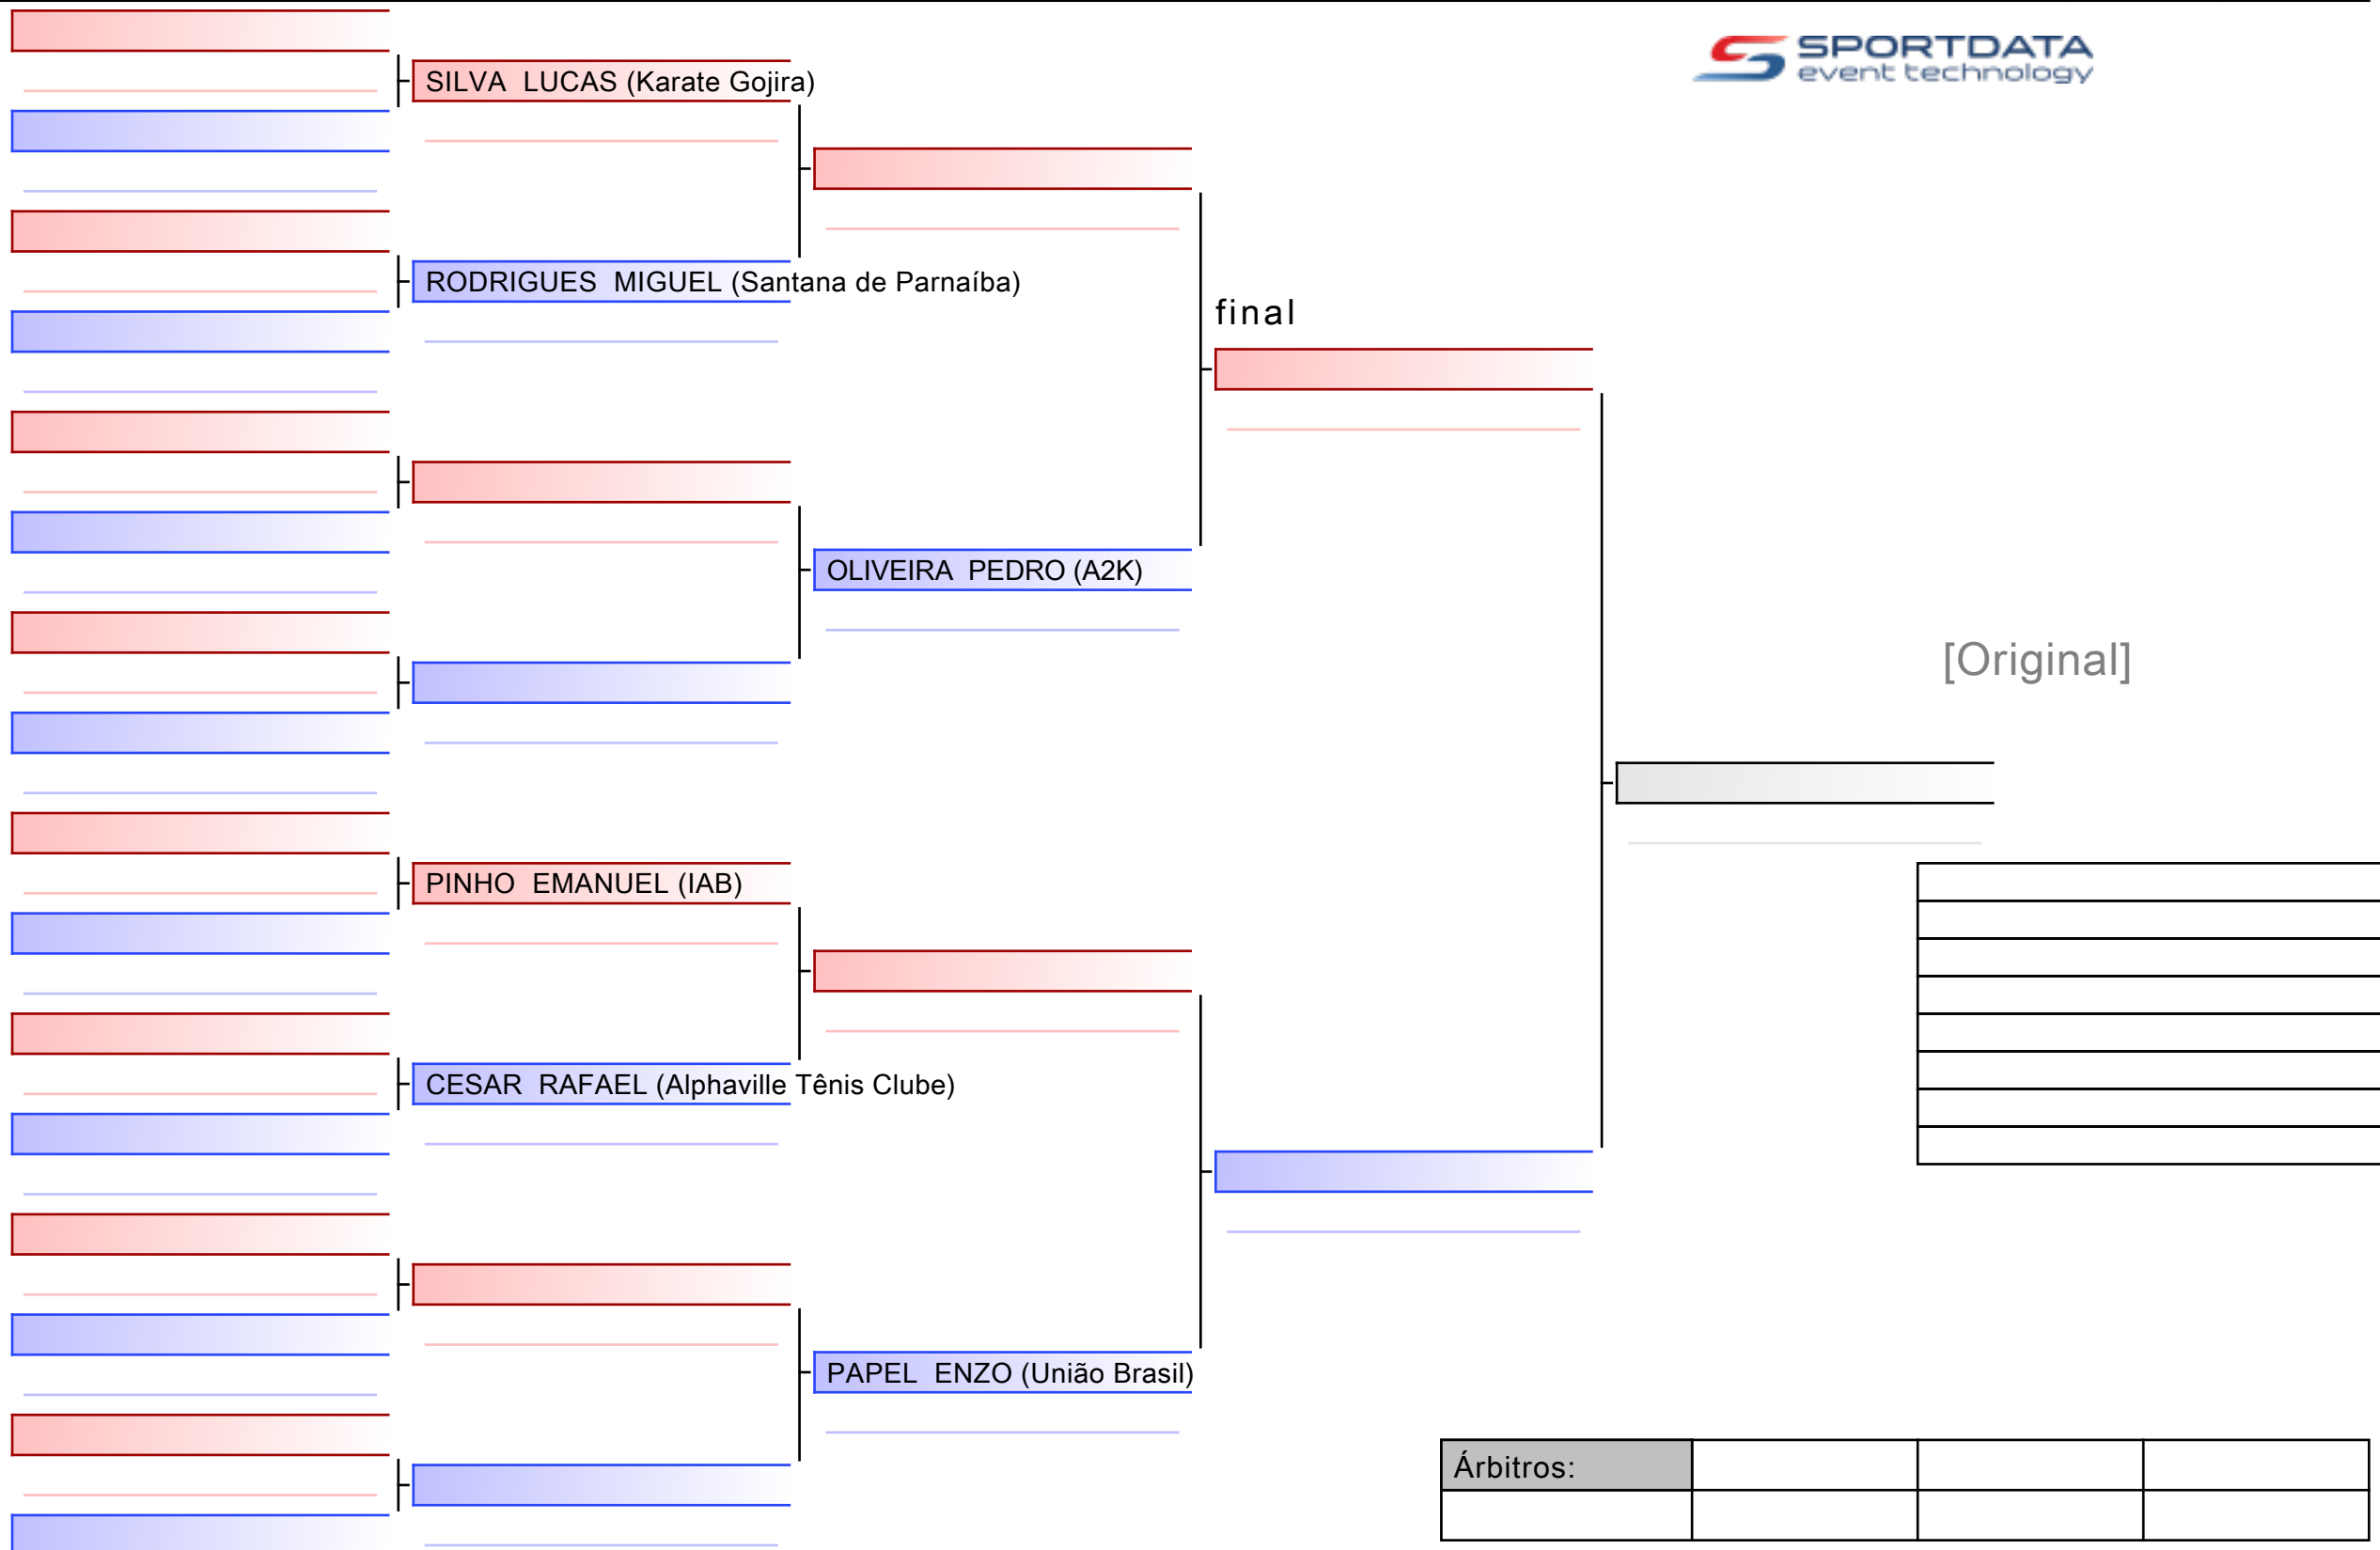 SPORTDATA
event technology
SILVA  LUCAS (Karate Gojira)
RODRIGUES  MIGUEL (Santana de Parnaíba)
final
OLIVEIRA  PEDRO (A2K)
[Original]
PINHO  EMANUEL (IAB)
CESAR  RAFAEL (Alphaville Tênis Clube)
PAPEL  ENZO (União Brasil)
Árbitros: